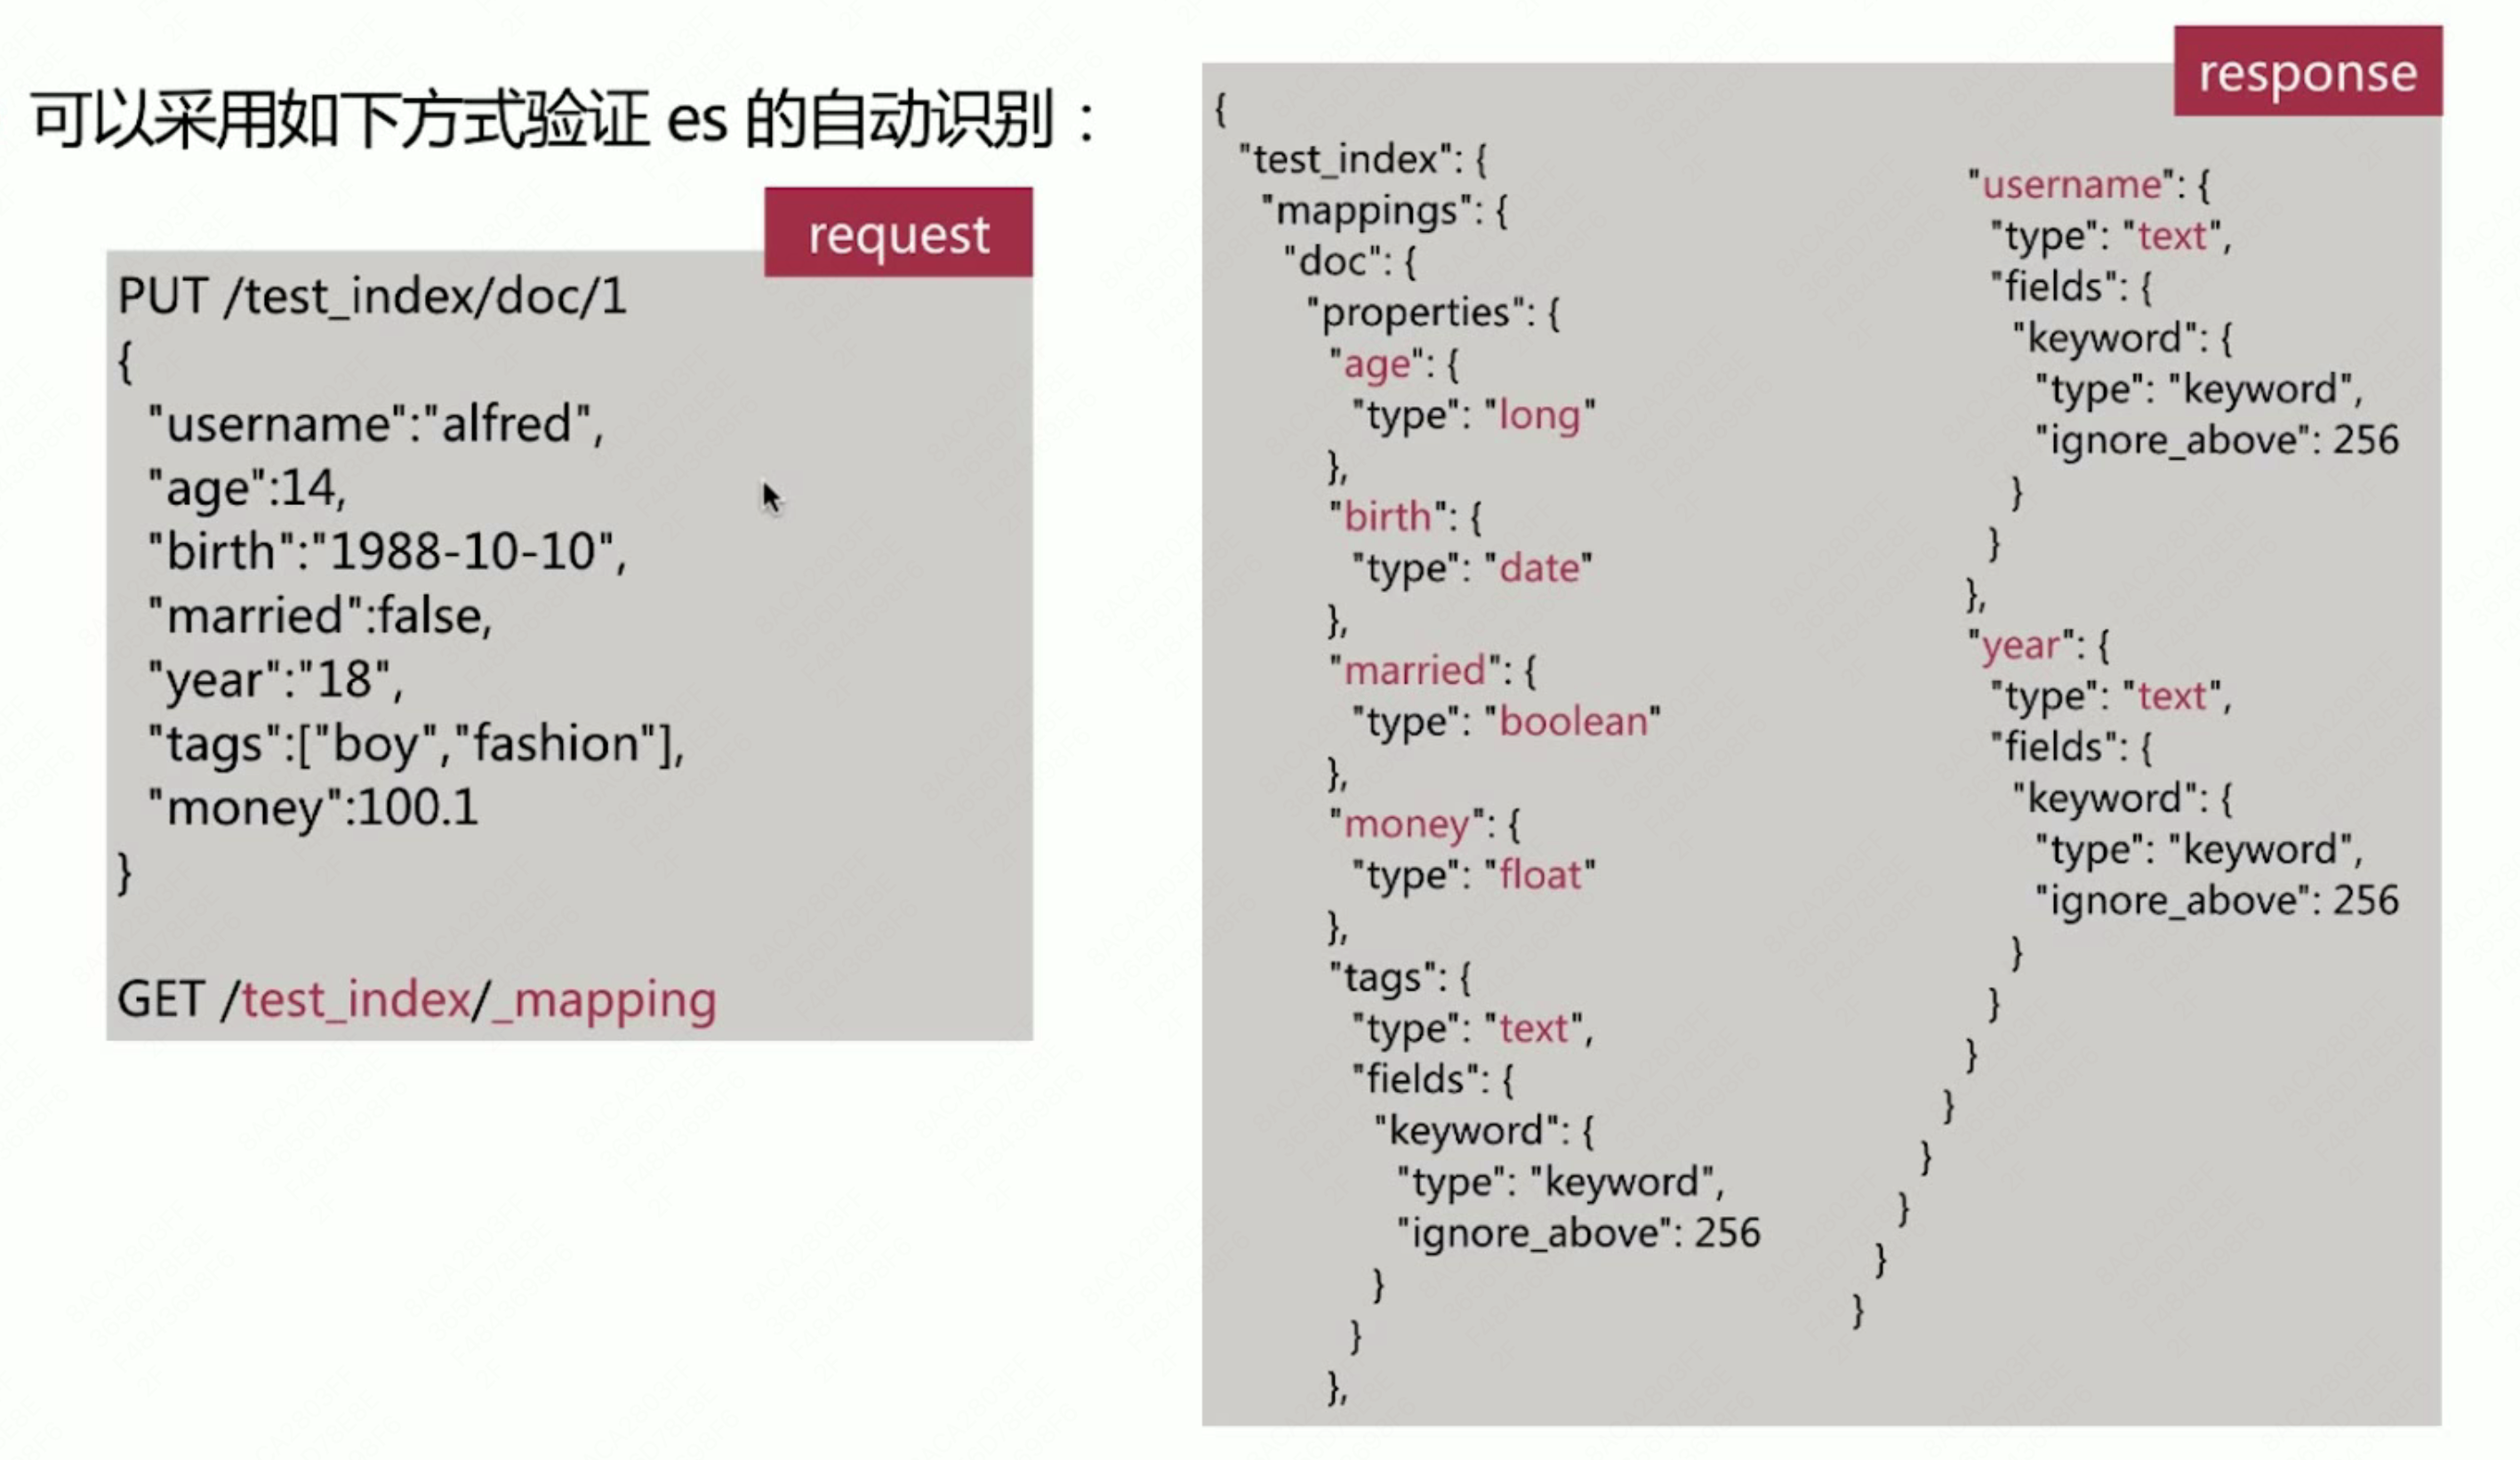 可以采用如下方式验证 es 的自动识别：
request
PUT /test_index/doc/1
{
"username":"alfred",
"age":14,
"birth":"1988-10-10",
"married":false,
"year":"18",
"tags":["boy","fashion"],
"money":100.1
}
GET /test_index/_mapping
response
{
"test_index": {
"mappings": {
"doc": {
"properties": {
"age": {
"type": "long"
},
"birth": {
"type": "date"
},
"married": {
"type": "boolean"
},
"money": {
"type": "float"
},
"tags": {
"type": "text",
"fields": {
"keyword": {
"type": "keyword",
"ignore_above": 256
}
}
},
"username": {
"type": "text",
"fields": {
"keyword": {
"type": "keyword",
"ignore_above": 256
}
}
},
"year": {
"type": "text",
"fields": {
"keyword": {
"type": "keyword",
"ignore_above": 256
}
}
}
}
}
}
}
}